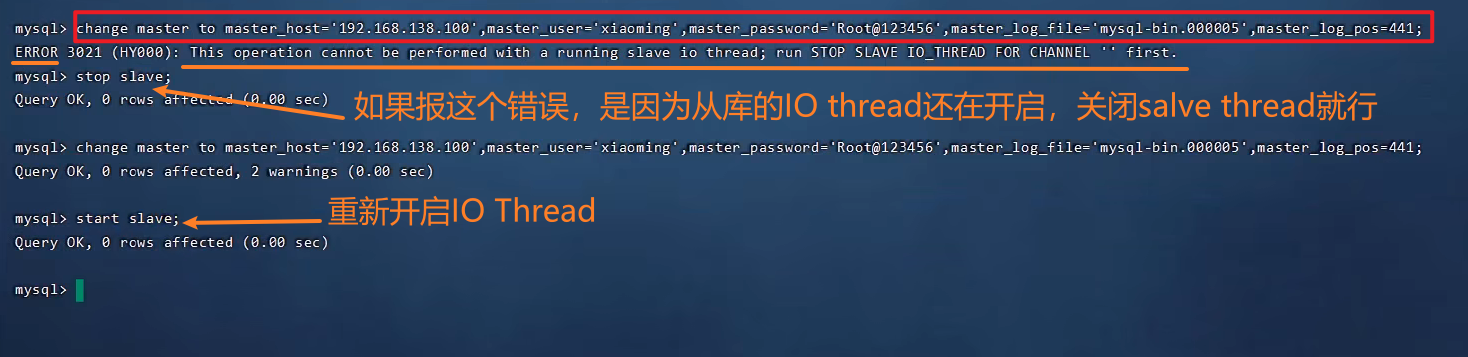 mysql> change master to master_host='192.168.138.100',master_user='xiaoming',master_password='Root@123456',master_log_file='mysql-bin.000005',master_log_pos=441;
ERROR 3021 (HY000): This operation cannot be performed with a running slave io thread; run STOP SLAVE IO_THREAD FOR CHANNEL '' first.
mysql> stop slave;
Query OK, 0 rows affected (0.00 sec)
如果报这个错误，是因为从库的IO thread还在开启，关闭salve thread就行
mysql> change master to master_host='192.168.138.100',master_user='xiaoming',master_password='Root@123456',master_log_file='mysql-bin.000005',master_log_pos=441;
Query OK, 0 rows affected, 2 warnings (0.00 sec)
mysql> start slave;
重新开启IO Thread
Query OK, 0 rows affected (0.00 sec)
mysql>